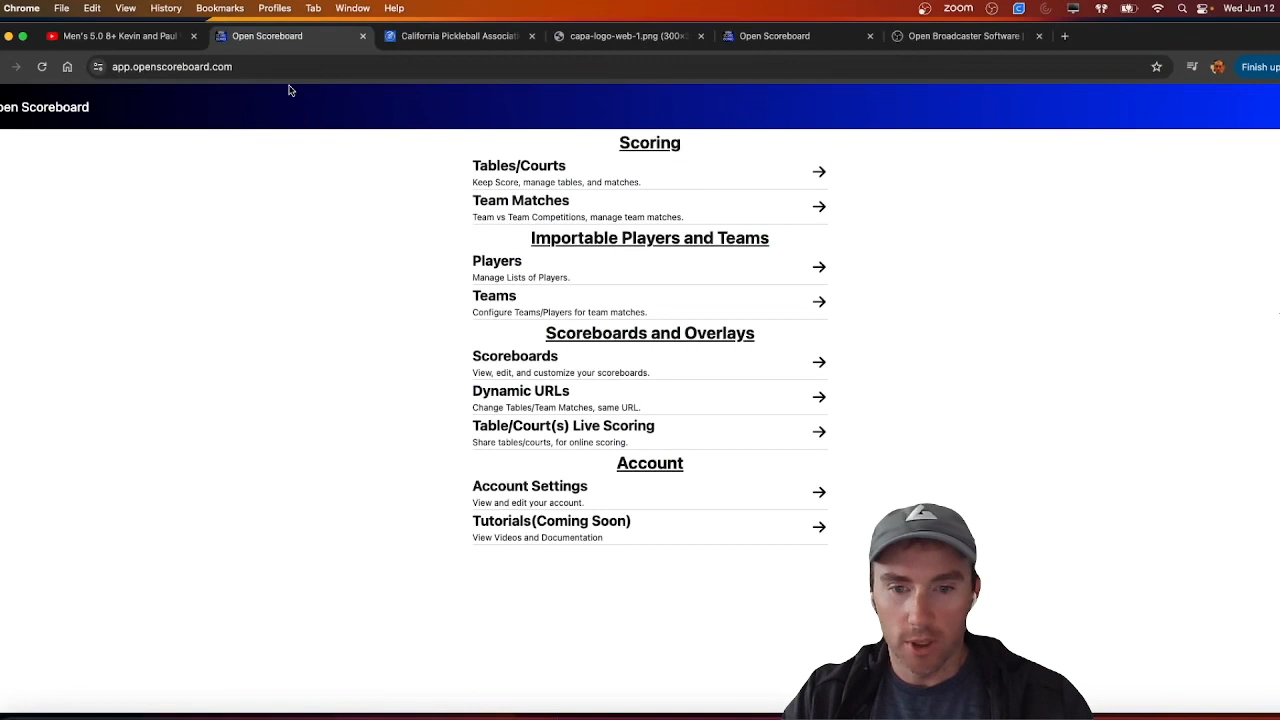 Chrome File Edit View History Bookmarks Profiles Tab Window Help zoom Wed Jun 12
Men's 5.0 8+ Kevin and Paul Open Scoreboard California Pickleball Associati capa-logo-web-1.png (300× Open Scoreboard Open Broadcaster Software
app.openscoreboard.com Finish up
pen Scoreboard
Scoring
Tables/Courts
Keep Score, manage tables, and matches.
Team Matches
Team vs Team Competitions, manage team matches.
Importable Players and Teams
Players
Manage Lists of Players.
Teams
Configure Teams/Players for team matches.
Scoreboards and Overlays
Scoreboards
View, edit, and customize your scoreboards.
Dynamic URLs
Change Tables/Team Matches, same URL.
Table/Court(s) Live Scoring
Share tables/courts, for online scoring.
Account
Account Settings
View and edit your account.
Tutorials(Coming Soon)
View Videos and Documentation